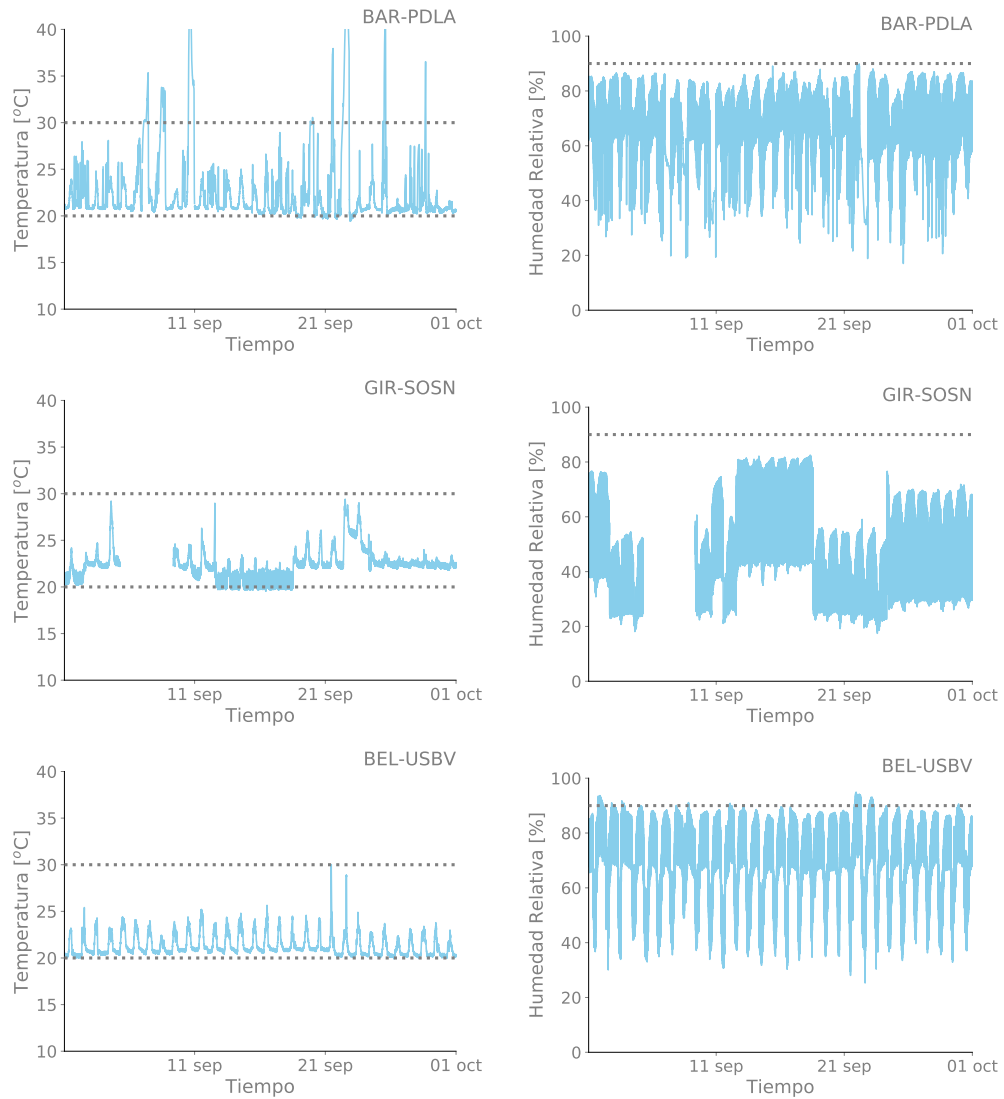 BAR-PDLA
Temperatura [°C]
40
35
30
25
20
15
10
11 sep
21 sep
01 oct
Tiempo
BAR-PDLA
Humedad Relativa [%]
100
80
60
40
20
0
11 sep
21 sep
01 oct
Tiempo
GIR-SOSN
Temperatura [°C]
40
35
30
25
20
15
10
11 sep
21 sep
01 oct
Tiempo
GIR-SOSN
Humedad Relativa [%]
100
80
60
40
20
0
11 sep
21 sep
01 oct
Tiempo
BEL-USBV
Temperatura [°C]
40
35
30
25
20
15
10
11 sep
21 sep
01 oct
Tiempo
BEL-USBV
Humedad Relativa [%]
100
80
60
40
20
0
11 sep
21 sep
01 oct
Tiempo